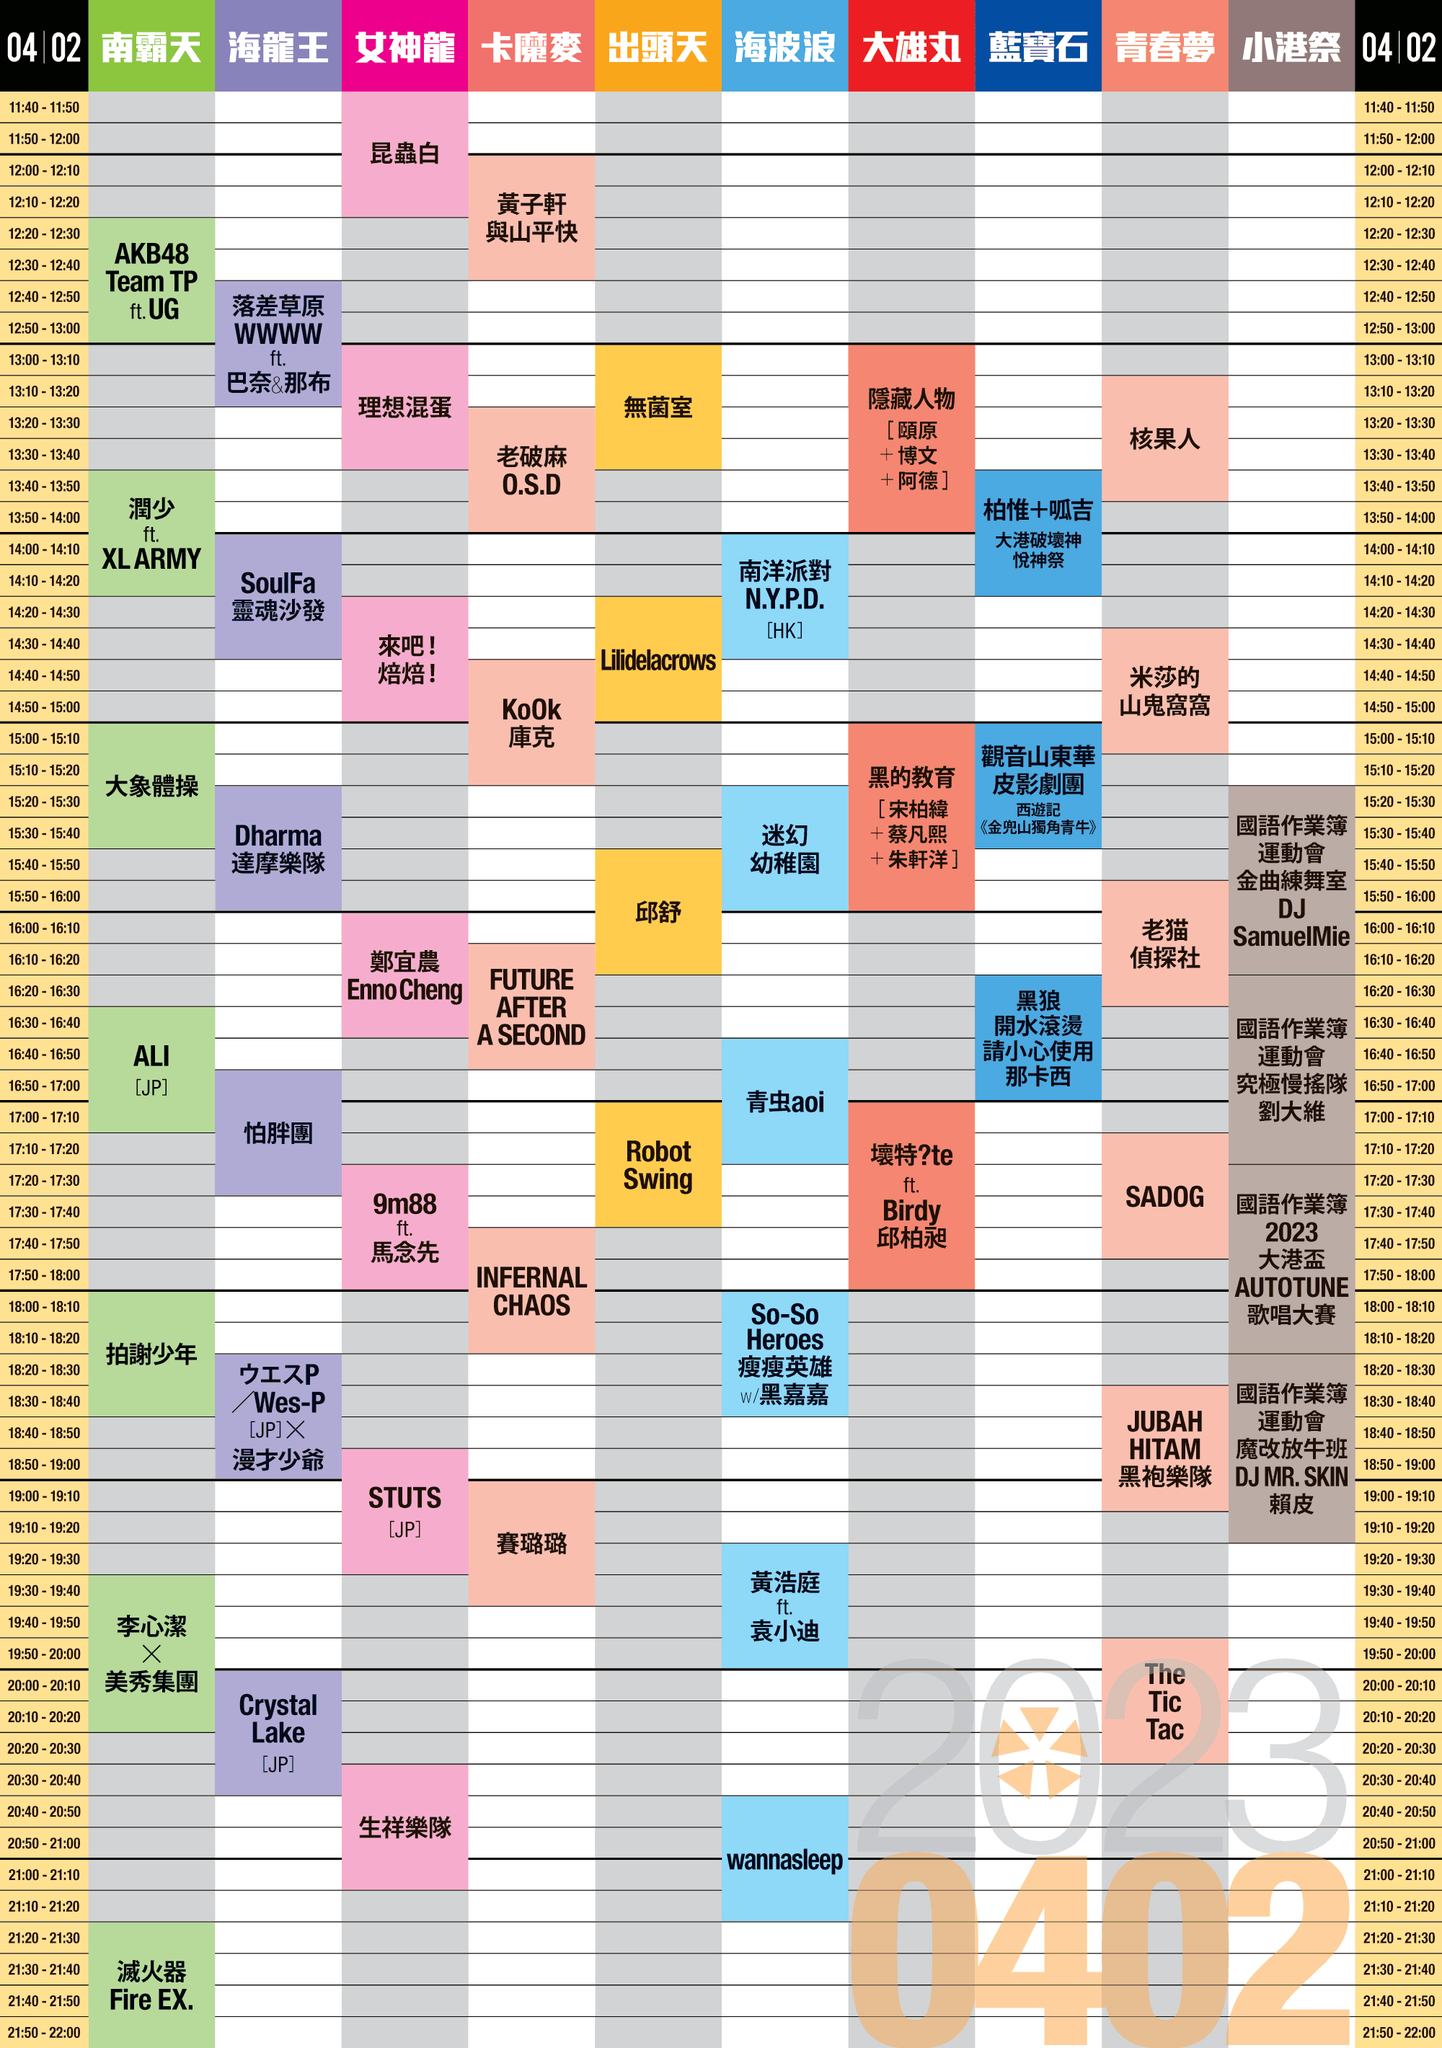 04|02 南霸天 海龍王 女神龍 卡魔麥 出頭天 海波浪 大雄丸 藍寶石 青春夢 小港祭 04|02
11:40 - 11:50 11:40 - 11:50
11:50 - 12:00 11:50 - 12:00
12:00 - 12:10 12:00 - 12:10
12:10 - 12:20 12:10 - 12:20
12:20 - 12:30 12:20 - 12:30
12:30 - 12:40 12:30 - 12:40
12:40 - 12:50 12:40 - 12:50
12:50 - 13:00 12:50 - 13:00
13:00 - 13:10 13:00 - 13:10
13:10 - 13:20 13:10 - 13:20
13:20 - 13:30 13:20 - 13:30
13:30 - 13:40 13:30 - 13:40
13:40 - 13:50 13:40 - 13:50
13:50 - 14:00 13:50 - 14:00
14:00 - 14:10 14:00 - 14:10
14:10 - 14:20 14:10 - 14:20
14:20 - 14:30 14:20 - 14:30
14:30 - 14:40 14:30 - 14:40
14:40 - 14:50 14:40 - 14:50
14:50 - 15:00 14:50 - 15:00
15:00 - 15:10 15:00 - 15:10
15:10 - 15:20 15:10 - 15:20
15:20 - 15:30 15:20 - 15:30
15:30 - 15:40 15:30 - 15:40
15:40 - 15:50 15:40 - 15:50
15:50 - 16:00 15:50 - 16:00
16:00 - 16:10 16:00 - 16:10
16:10 - 16:20 16:10 - 16:20
16:20 - 16:30 16:20 - 16:30
16:30 - 16:40 16:30 - 16:40
16:40 - 16:50 16:40 - 16:50
16:50 - 17:00 16:50 - 17:00
17:00 - 17:10 17:00 - 17:10
17:10 - 17:20 17:10 - 17:20
17:20 - 17:30 17:20 - 17:30
17:30 - 17:40 17:30 - 17:40
17:40 - 17:50 17:40 - 17:50
17:50 - 18:00 17:50 - 18:00
18:00 - 18:10 18:00 - 18:10
18:10 - 18:20 18:10 - 18:20
18:20 - 18:30 18:20 - 18:30
18:30 - 18:40 18:30 - 18:40
18:40 - 18:50 18:40 - 18:50
18:50 - 19:00 18:50 - 19:00
19:00 - 19:10 19:00 - 19:10
19:10 - 19:20 19:10 - 19:20
19:20 - 19:30 19:20 - 19:30
19:30 - 19:40 19:30 - 19:40
19:40 - 19:50 19:40 - 19:50
19:50 - 20:00 19:50 - 20:00
20:00 - 20:10 20:00 - 20:10
20:10 - 20:20 20:10 - 20:20
20:20 - 20:30 20:20 - 20:30
20:30 - 20:40 20:30 - 20:40
20:40 - 20:50 20:40 - 20:50
20:50 - 21:00 20:50 - 21:00
21:00 - 21:10 21:00 - 21:10
21:10 - 21:20 21:10 - 21:20
21:20 - 21:30 21:20 - 21:30
21:30 - 21:40 21:30 - 21:40
21:40 - 21:50 21:40 - 21:50
21:50 - 22:00 21:50 - 22:00
AKB48
Team TP
ft. UG
潤少
ft.
XL ARMY
大象體操
ALI
[JP]
拍謝少年
李心潔
×
美秀集團
滅火器
Fire EX.
落差草原
WWWW
ft.
巴奈&那布
SoulFa
靈魂沙發
Dharma
達摩樂隊
怕胖團
ウエスP
／Wes-P
[JP]×
漫才少爺
Crystal
Lake
[JP]
昆蟲白
理想混蛋
來吧！
焙焙！
鄭宜農
Enno Cheng
9m88
ft.
馬念先
STUTS
[JP]
生祥樂隊
黃子軒
與山平快
老破麻
O.S.D
KoOk
庫克
FUTURE
AFTER
A SECOND
INFERNAL
CHAOS
賽璐璐
無菌室
Lilidelacrows
邱舒
Robot
Swing
南洋派對
N.Y.P.D.
[HK]
迷幻
幼稚園
青虫aoi
So-So
Heroes
瘦瘦英雄
w/黑嘉嘉
黃浩庭
ft.
袁小迪
wannasleep
隱藏人物
[ 頤原
+ 博文
+ 阿德 ]
黑的教育
[ 宋柏緯
+ 蔡凡熙
+ 朱軒洋 ]
壞特?te
ft.
Birdy
邱柏昶
柏惟＋呱吉
大港破壞神
悅神祭
觀音山東華
皮影劇團
西遊記
《金兜山獨角青牛》
黑狼
開水滾燙
請小心使用
那卡西
核果人
米莎的
山鬼窩窩
老猫
偵探社
SADOG
JUBAH
HITAM
黑袍樂隊
The
Tic
Tac
國語作業簿
運動會
金曲練舞室
DJ
SamuelMie
國語作業簿
運動會
究極慢搖隊
劉大維
國語作業簿
2023
大港盃
AUTOTUNE
歌唱大賽
國語作業簿
運動會
魔改放牛班
DJ MR. SKIN
賴皮
2023
0402